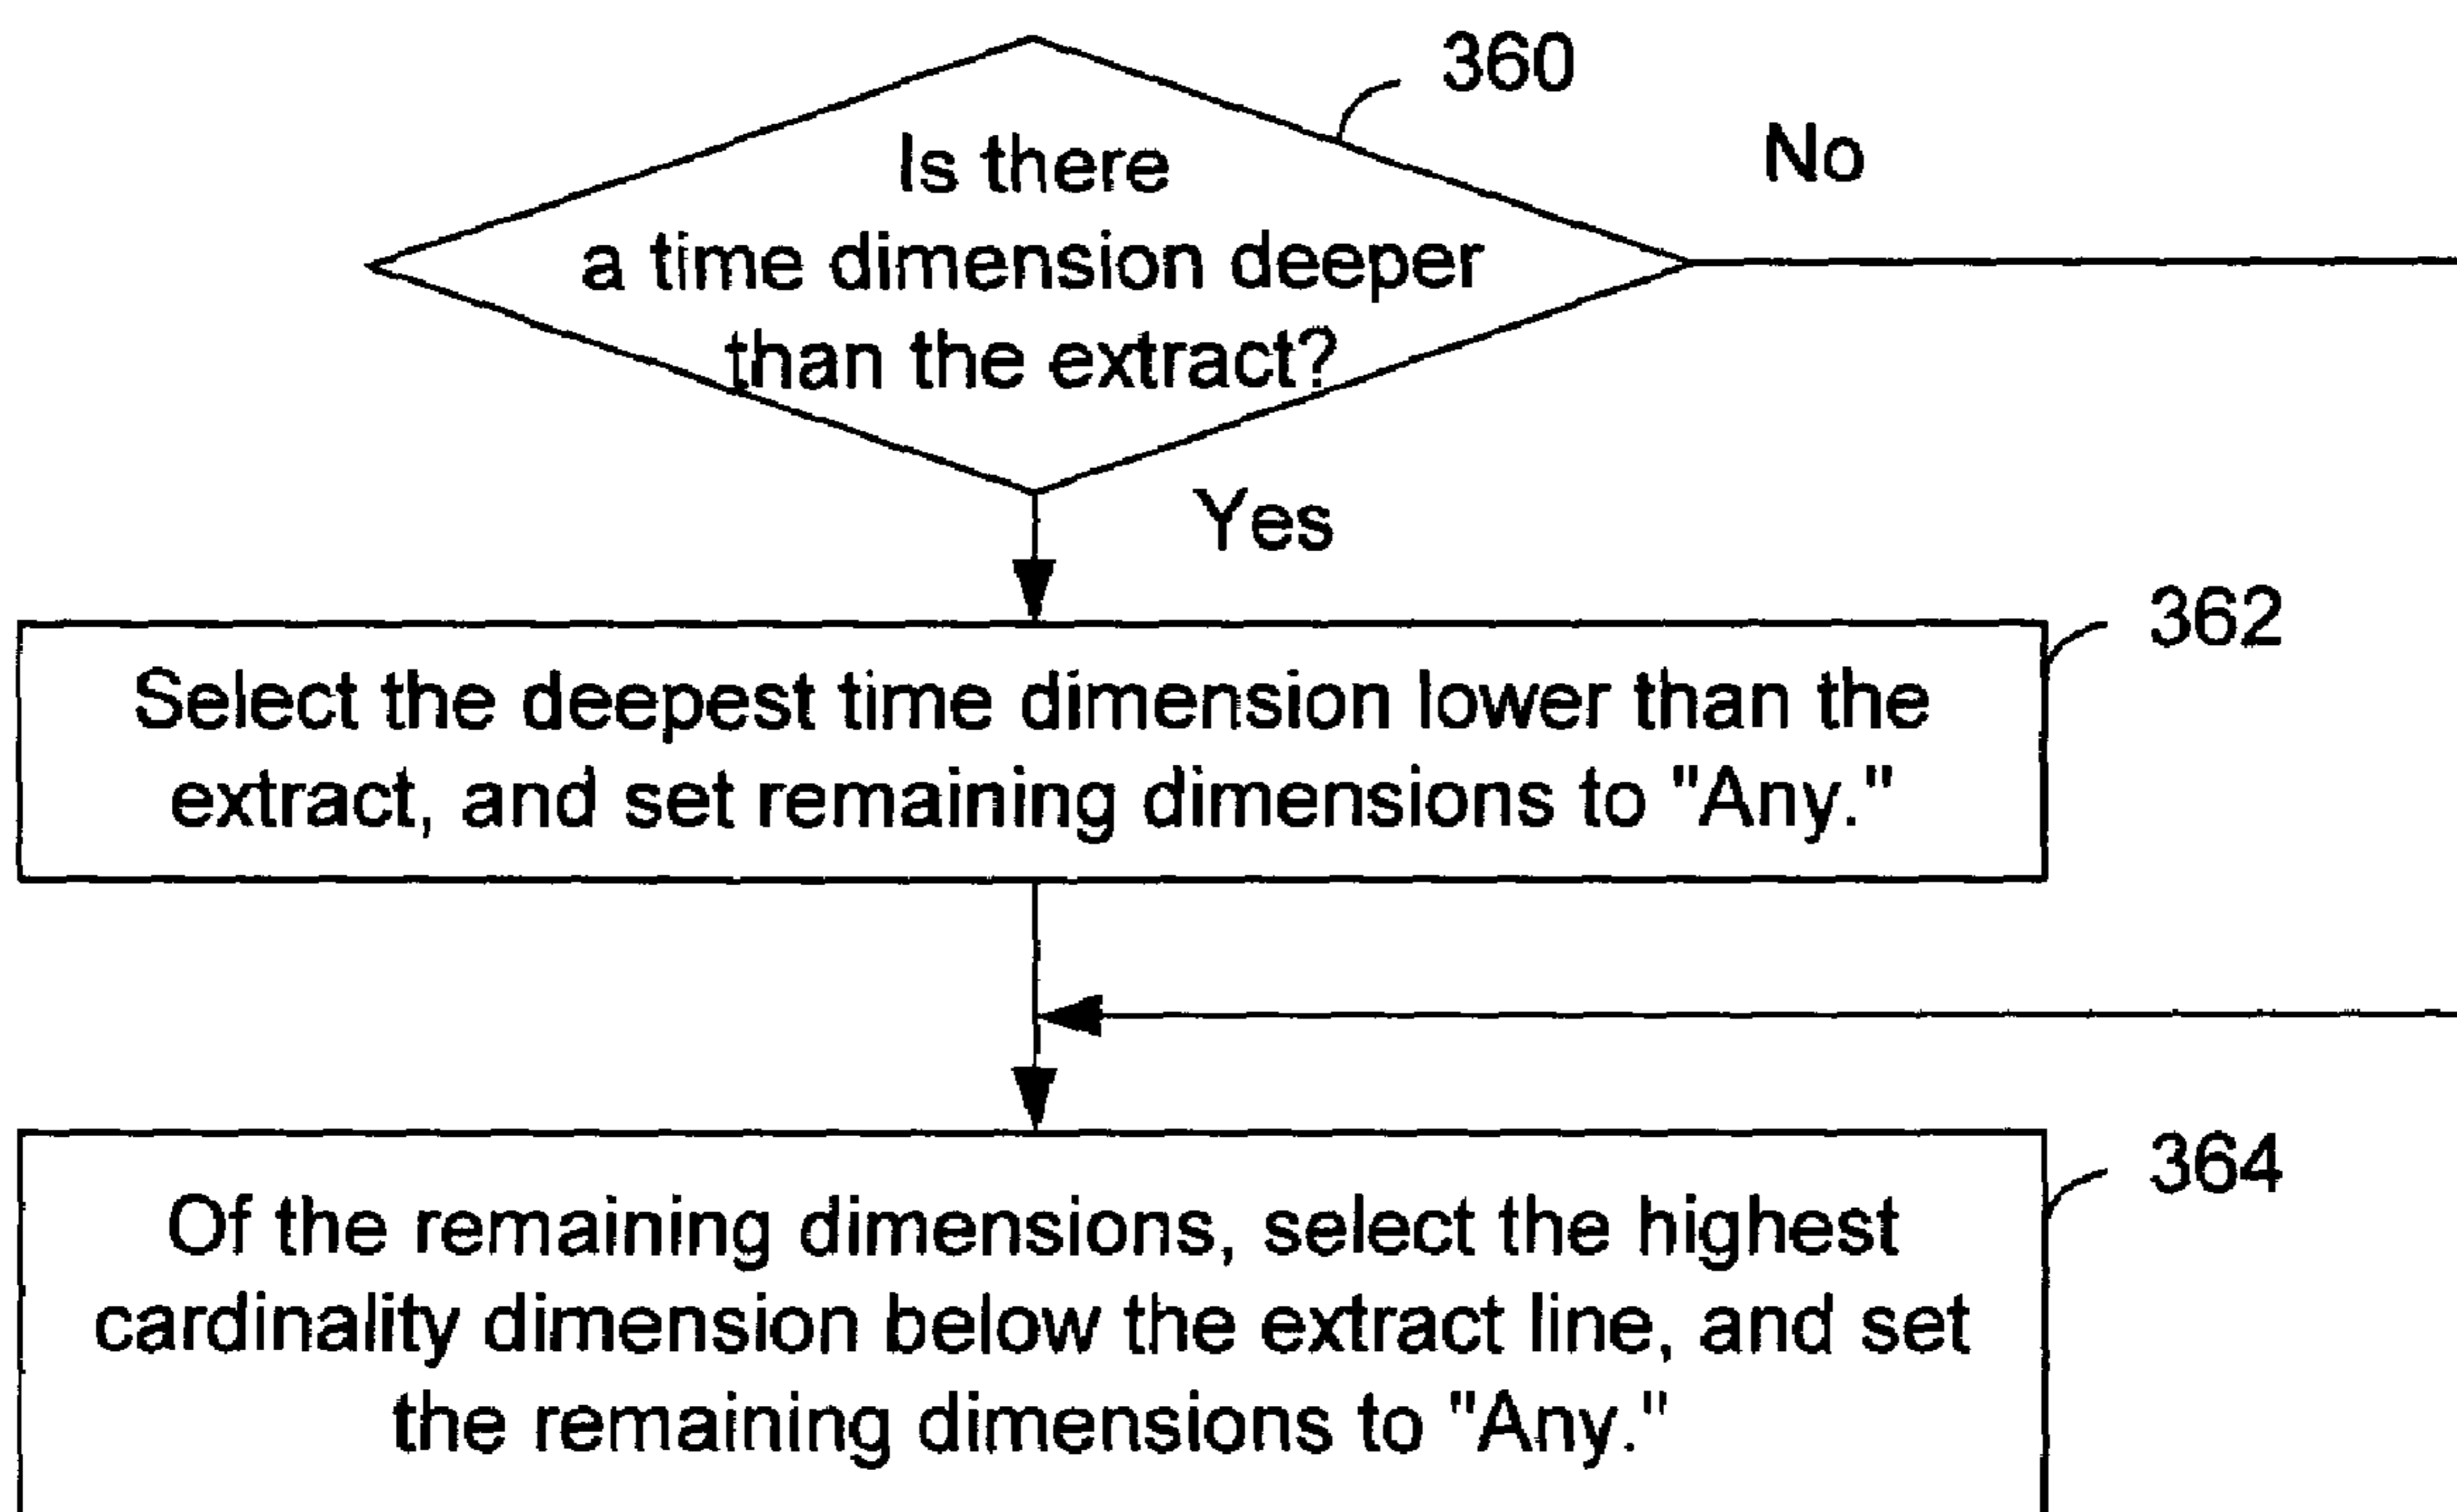 360
Is there
a time dimension deeper
than the extract?
No
Yes
362
Select the deepest time dimension lower than the
extract, and set remaining dimensions to "Any."
364
Of the remaining dimensions, select the highest
cardinality dimension below the extract line, and set
the remaining dimensions to "Any."